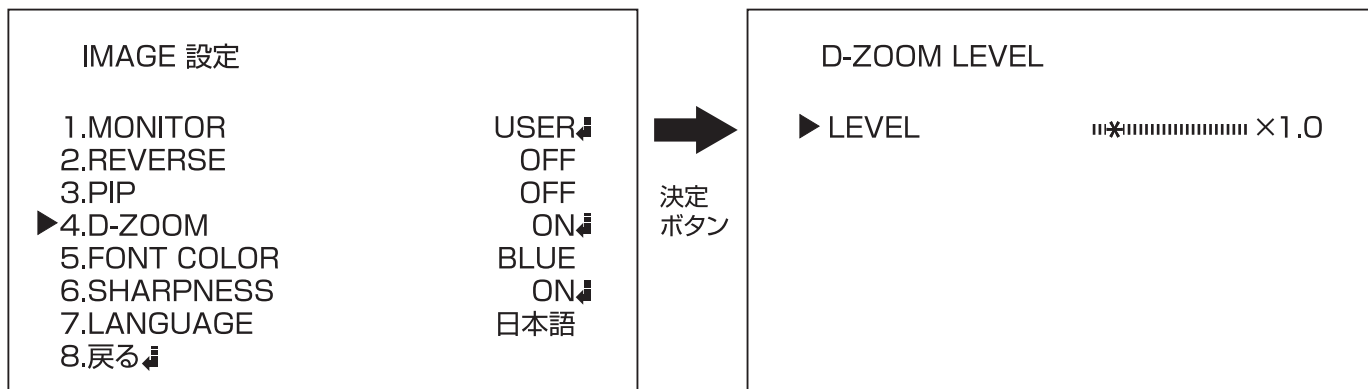 IMAGE 設定
1.MONITOR USER
2.REVERSE OFF
3.PIP OFF
▶4.D-ZOOM ON
5.FONT COLOR BLUE
6.SHARPNESS ON
7.LANGUAGE 日本語
8.戻る
決定
ボタン
D-ZOOM LEVEL
▶LEVEL ×1.0